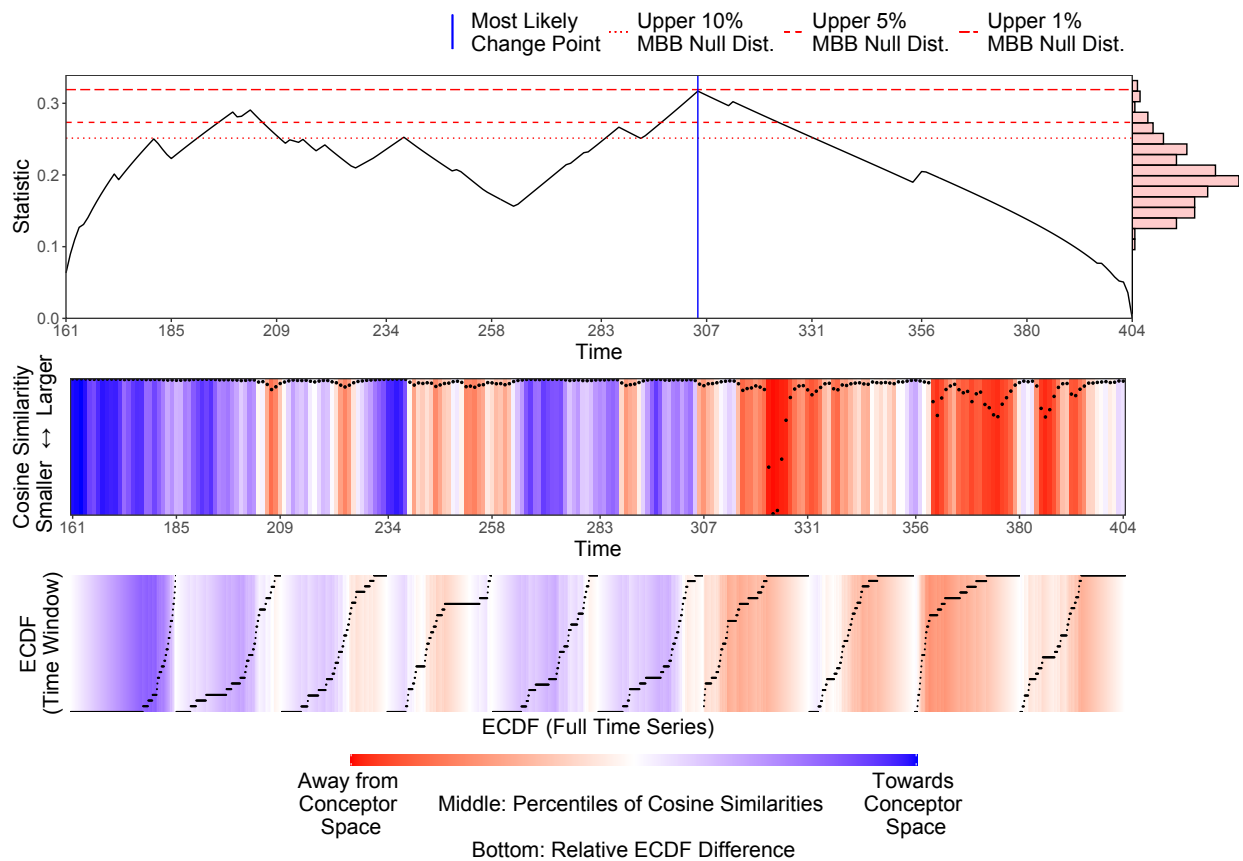 Most Likely
Change Point
Upper 10%
MBB Null Dist.
Upper 5%
MBB Null Dist.
Upper 1%
MBB Null Dist.
Statistic
0.3
0.2
0.1
0.0
161 185 209 234 258 283 307 331 356 380 404
Time
Cosine Similaritiy
Smaller ↔ Larger
161 185 209 234 258 283 307 331 356 380 404
Time
ECDF
(Time Window)
ECDF (Full Time Series)
Away from
Conceptor
Space
Middle: Percentiles of Cosine Similarities
Towards
Conceptor
Space
Bottom: Relative ECDF Difference